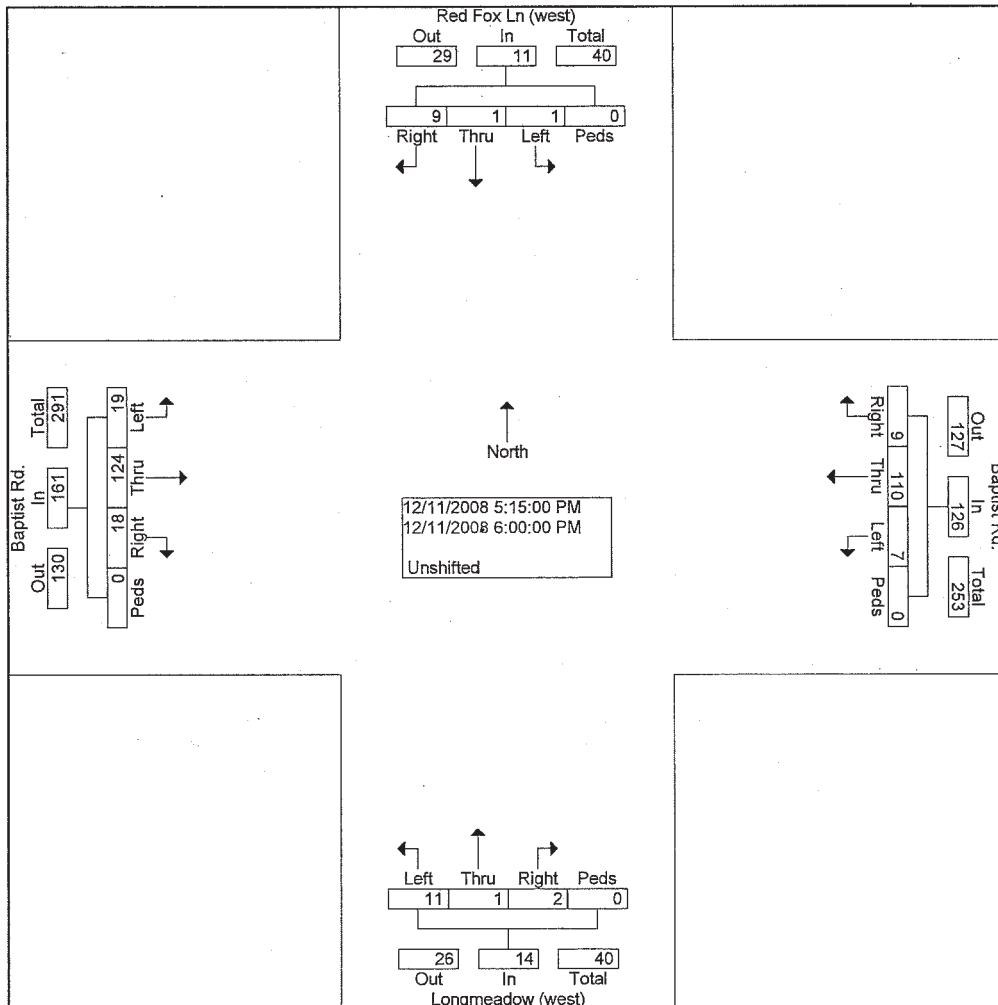 Red Fox Ln (west)
Out In Total
29 11 40
9 1 1 0
Right Thru Left Peds
Baptist Rd.
Total In Out
291 161 130
19 124 18 0
Left Thru Right Peds
North
12/11/2008 5:15:00 PM
12/11/2008 6:00:00 PM
Unshifted
Right Thru Left Peds
9 110 7 0
Out In Total
127 126 253
Baptist Rd.
Left Thru Right Peds
11 1 2 0
26 14 40
Out In Total
Longmeadow (west)